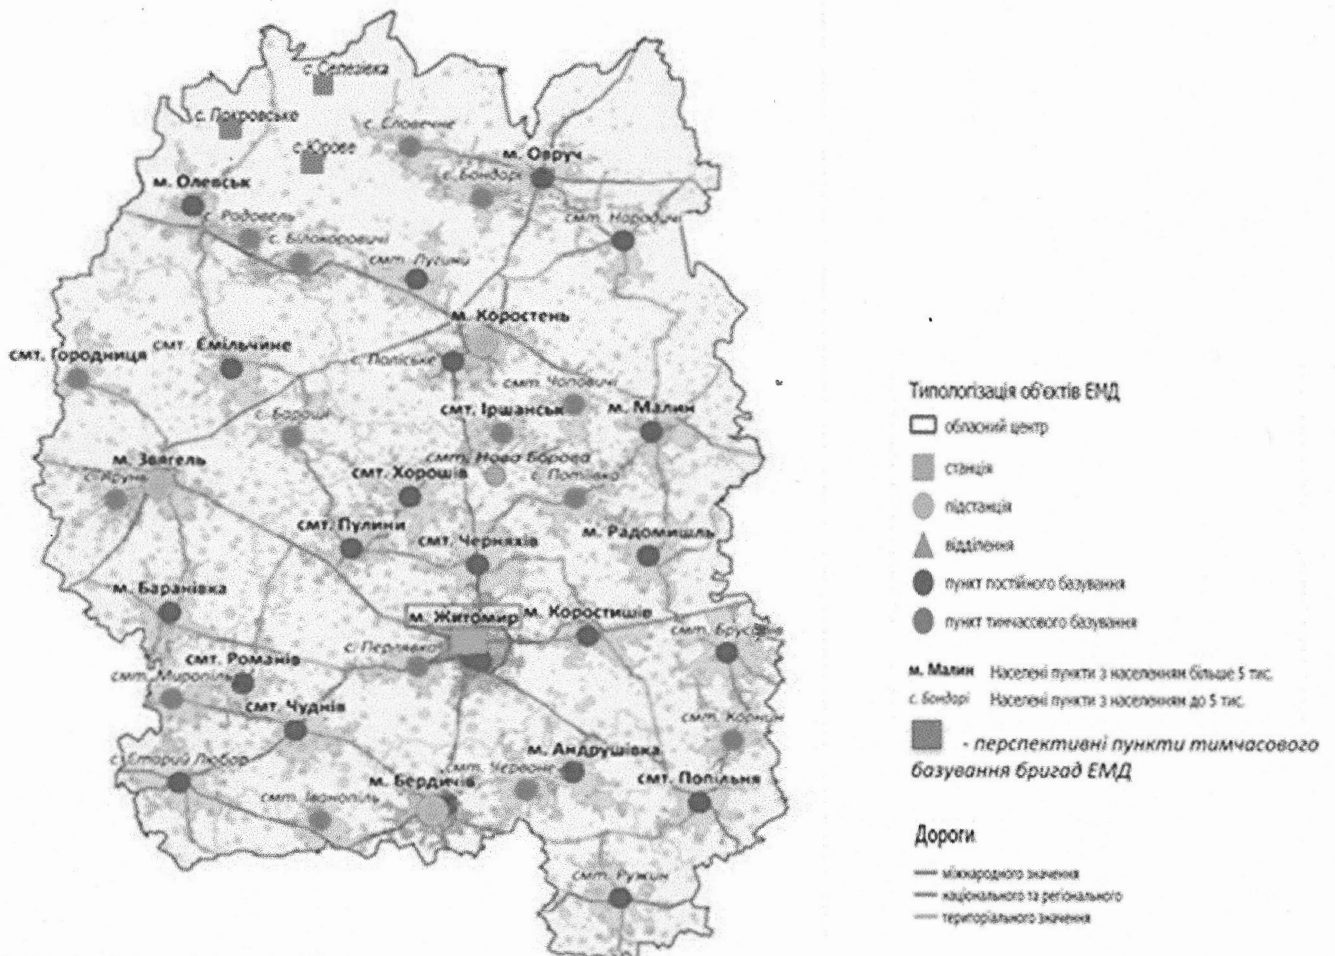 с. Селезівка
с. Покровське
с. Словечне
с. Юрове
м. Овруч
с. Бондарі
м. Олевськ
с. Радовель
смт. Народичі
с. Білокоровичі
смт. Лугини
м. Коростень
смт. Городниця
смт. Ємільчине
с. Поліське
смт. Чоповичі
с. Бараші
смт. Іршанськ
м. Малин
м. Звягель
смт. Нова Борова
с. Ярунь
смт. Хорошів
с. Потіївка
смт. Пулини
смт. Черняхів
м. Радомишль
м. Баранівка
м. Житомир
м. Коростишів
смт. Брусилів
с. Перлявка
смт. Романів
смт. Миропіль
смт. Чуднів
смт. Корнин
м. Андрушівка
с. Старий Любар
м. Бердичів
смт. Червоне
смт. Попільня
смт. Іванопіль
смт. Ружин
Типологізація об'єктів ЕМД
обласний центр
станція
підстанція
відділення
пункт постійного базування
пункт тимчасового базування
м. Малин Населені пункти з населенням більше 5 тис.
с. Бондарі Населені пункти з населенням до 5 тис.
- перспективні пункти тимчасового
базування бригад ЕМД
Дороги
міжнародного значення
національного та регіонального
територіального значення